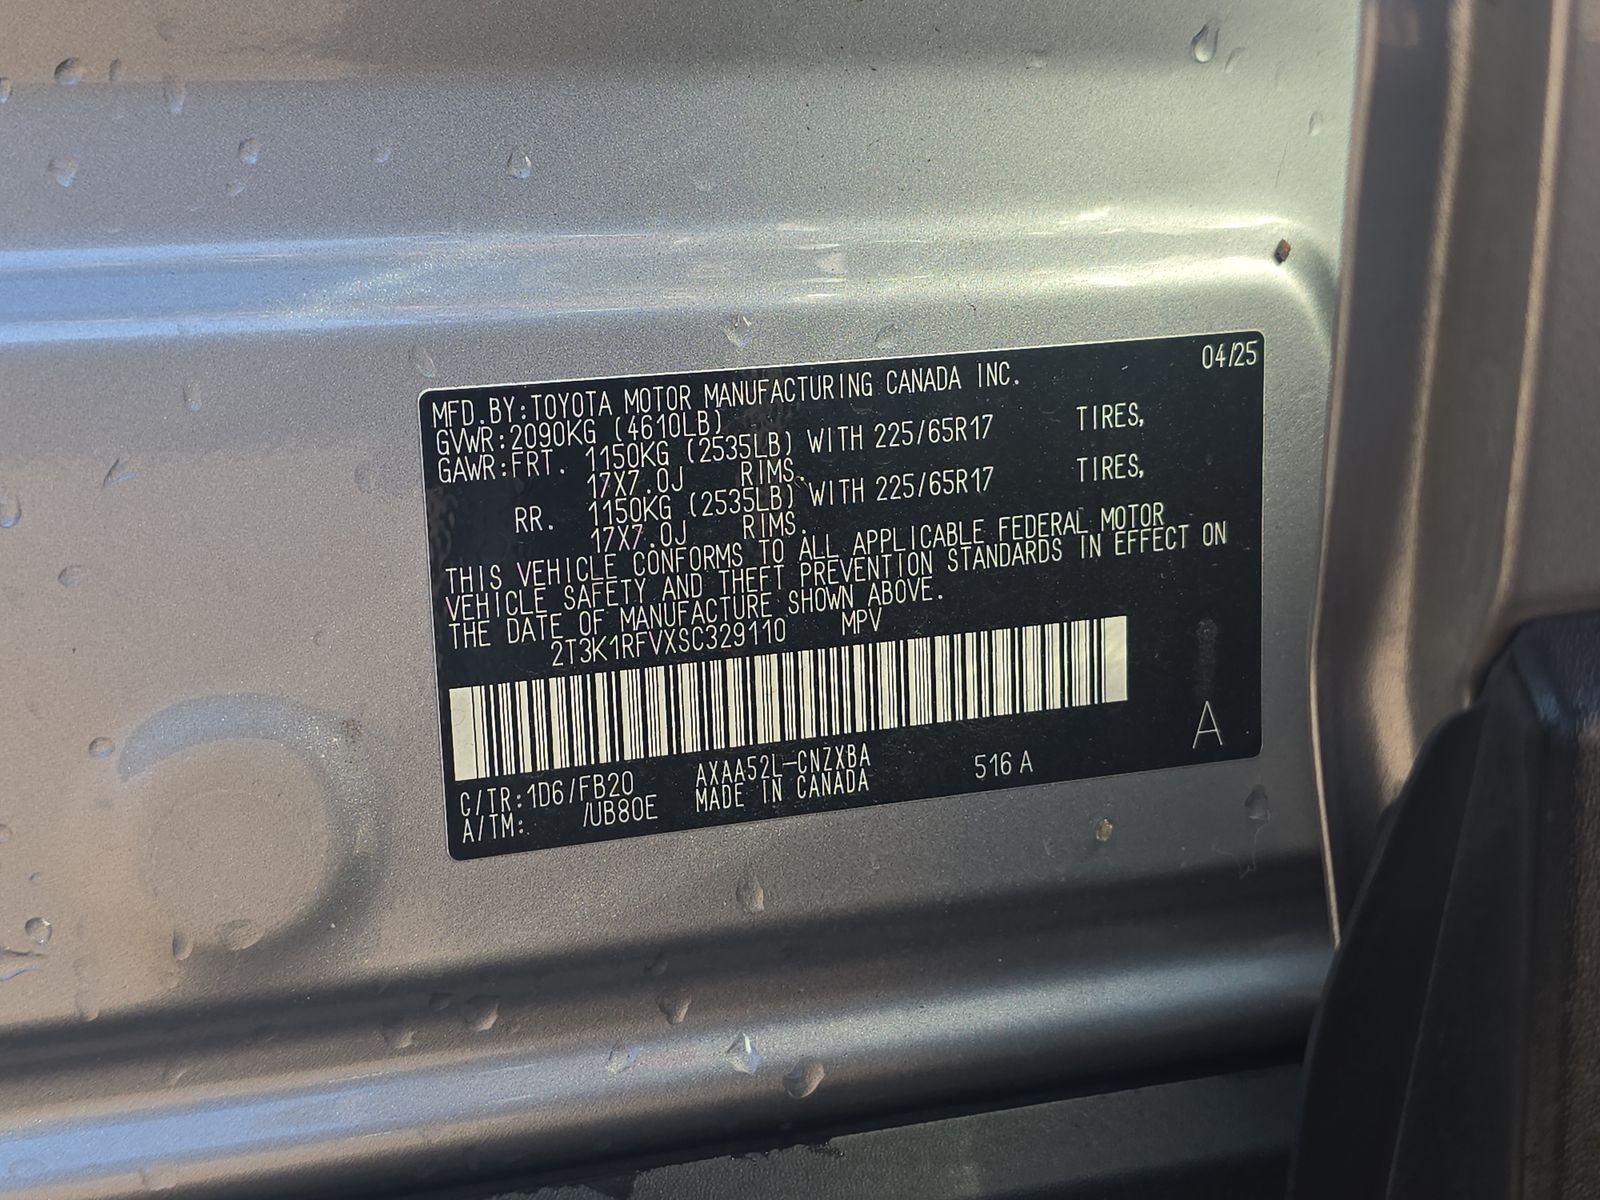 04/25
MFD.BY:TOYOTA MOTOR MANUFACTURING CANADA INC.
GVWR:2090KG (4610LB)
GAWR:FRT. 1150KG (2535LB) WITH 225/65R17 TIRES,
17X7.0J RIMS.
RR. 1150KG (2535LB) WITH 225/65R17 TIRES,
17X7.0J RIMS.
THIS VEHICLE CONFORMS TO ALL APPLICABLE FEDERAL MOTOR
VEHICLE SAFETY AND THEFT PREVENTION STANDARDS IN EFFECT ON
THE DATE OF MANUFACTURE SHOWN ABOVE.
2T3K1RFVXSC329110 MPV
A
C/TR:1D6/FB20 AXAA52L-CNZXBA 516 A
A/TM: /UB80E MADE IN CANADA